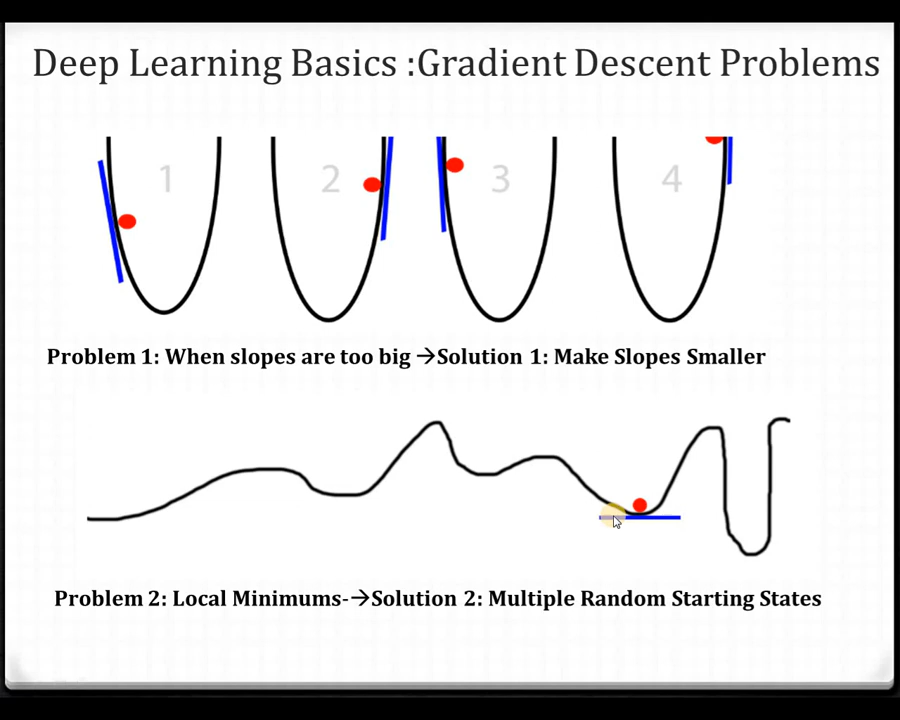 Deep Learning Basics :Gradient Descent Problems
1 2 3 4
Problem 1: When slopes are too big →Solution 1: Make Slopes Smaller
Problem 2: Local Minimums-→Solution 2: Multiple Random Starting States